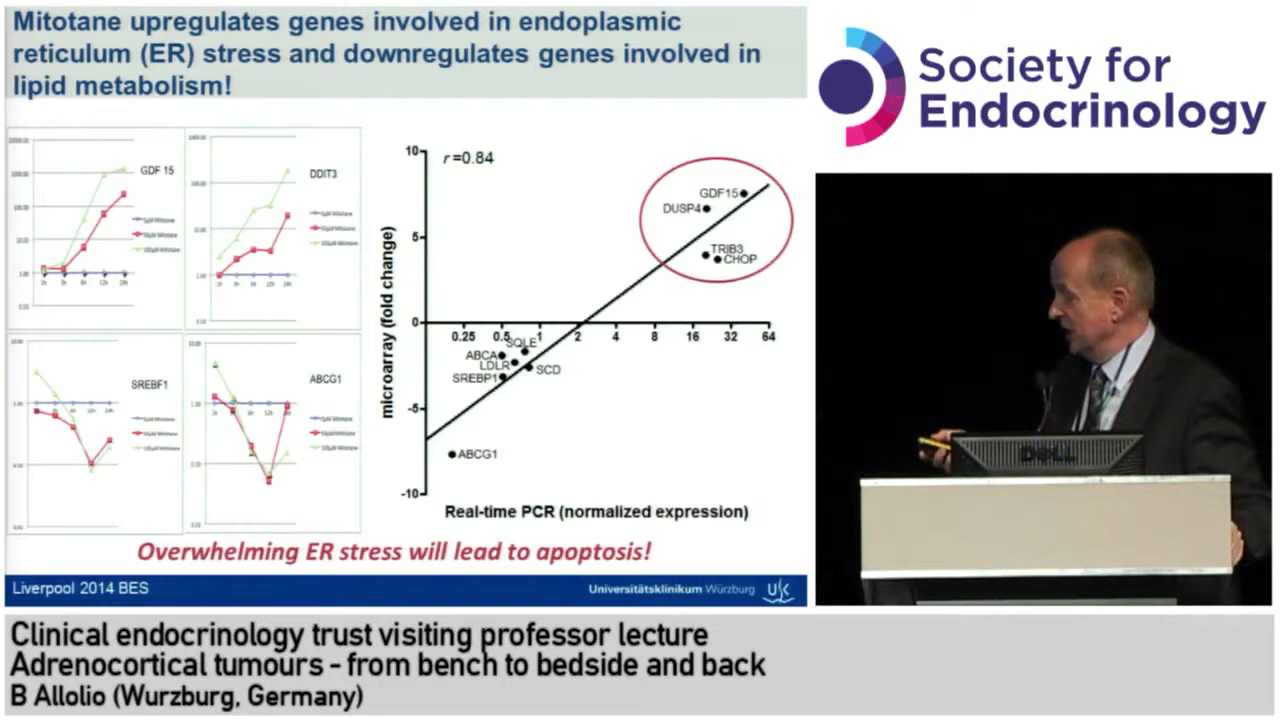 Mitotane upregulates genes involved in endoplasmic
reticulum (ER) stress and downregulates genes involved in
lipid metabolism!
Society for
Endocrinology
GDF 15
DDIT3
SREBF1
ABCG1
r=0.84
microarray (fold change)
10
5
0
-5
-10
0.25
0.5
1
2
4
8
16
32
64
GDF15
DUSP4
TRIB3
CHOP
SQLE
ABCA
LDLR
SCD
SREBP1
ABCG1
Real-time PCR (normalized expression)
Overwhelming ER stress will lead to apoptosis!
Liverpool 2014 BES
Universitätsklinikum Würzburg
DELL
Clinical endocrinology trust visiting professor lecture
Adrenocortical tumours - from bench to bedside and back
B Allolio (Wurzburg, Germany)